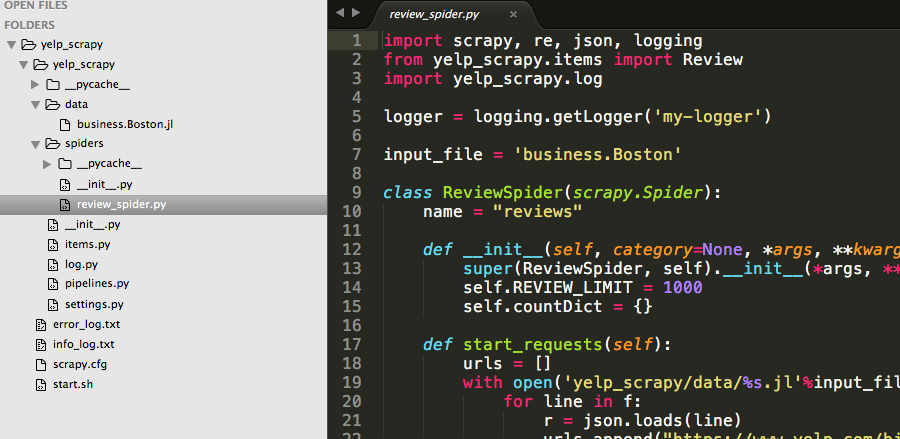 OPEN FILES
FOLDERS
yelp_scrapy
yelp_scrapy
__pycache__
data
business.Boston.jl
spiders
__pycache__
__init__.py
review_spider.py
__init__.py
items.py
log.py
pipelines.py
settings.py
error_log.txt
info_log.txt
scrapy.cfg
start.sh
review_spider.py ×
1 import scrapy, re, json, logging
2 from yelp_scrapy.items import Review
3 import yelp_scrapy.log
4
5 logger = logging.getLogger('my-logger')
6
7 input_file = 'business.Boston'
8
9 class ReviewSpider(scrapy.Spider):
10 name = "reviews"
11
12 def __init__(self, category=None, *args, **kwarg
13 super(ReviewSpider, self).__init__(*args, **
14 self.REVIEW_LIMIT = 1000
15 self.countDict = {}
16
17 def start_requests(self):
18 urls = []
19 with open('yelp_scrapy/data/%s.jl'%input_fil
20 for line in f:
21 r = json.loads(line)
22 urls.append("https://www.yelp.com/bi